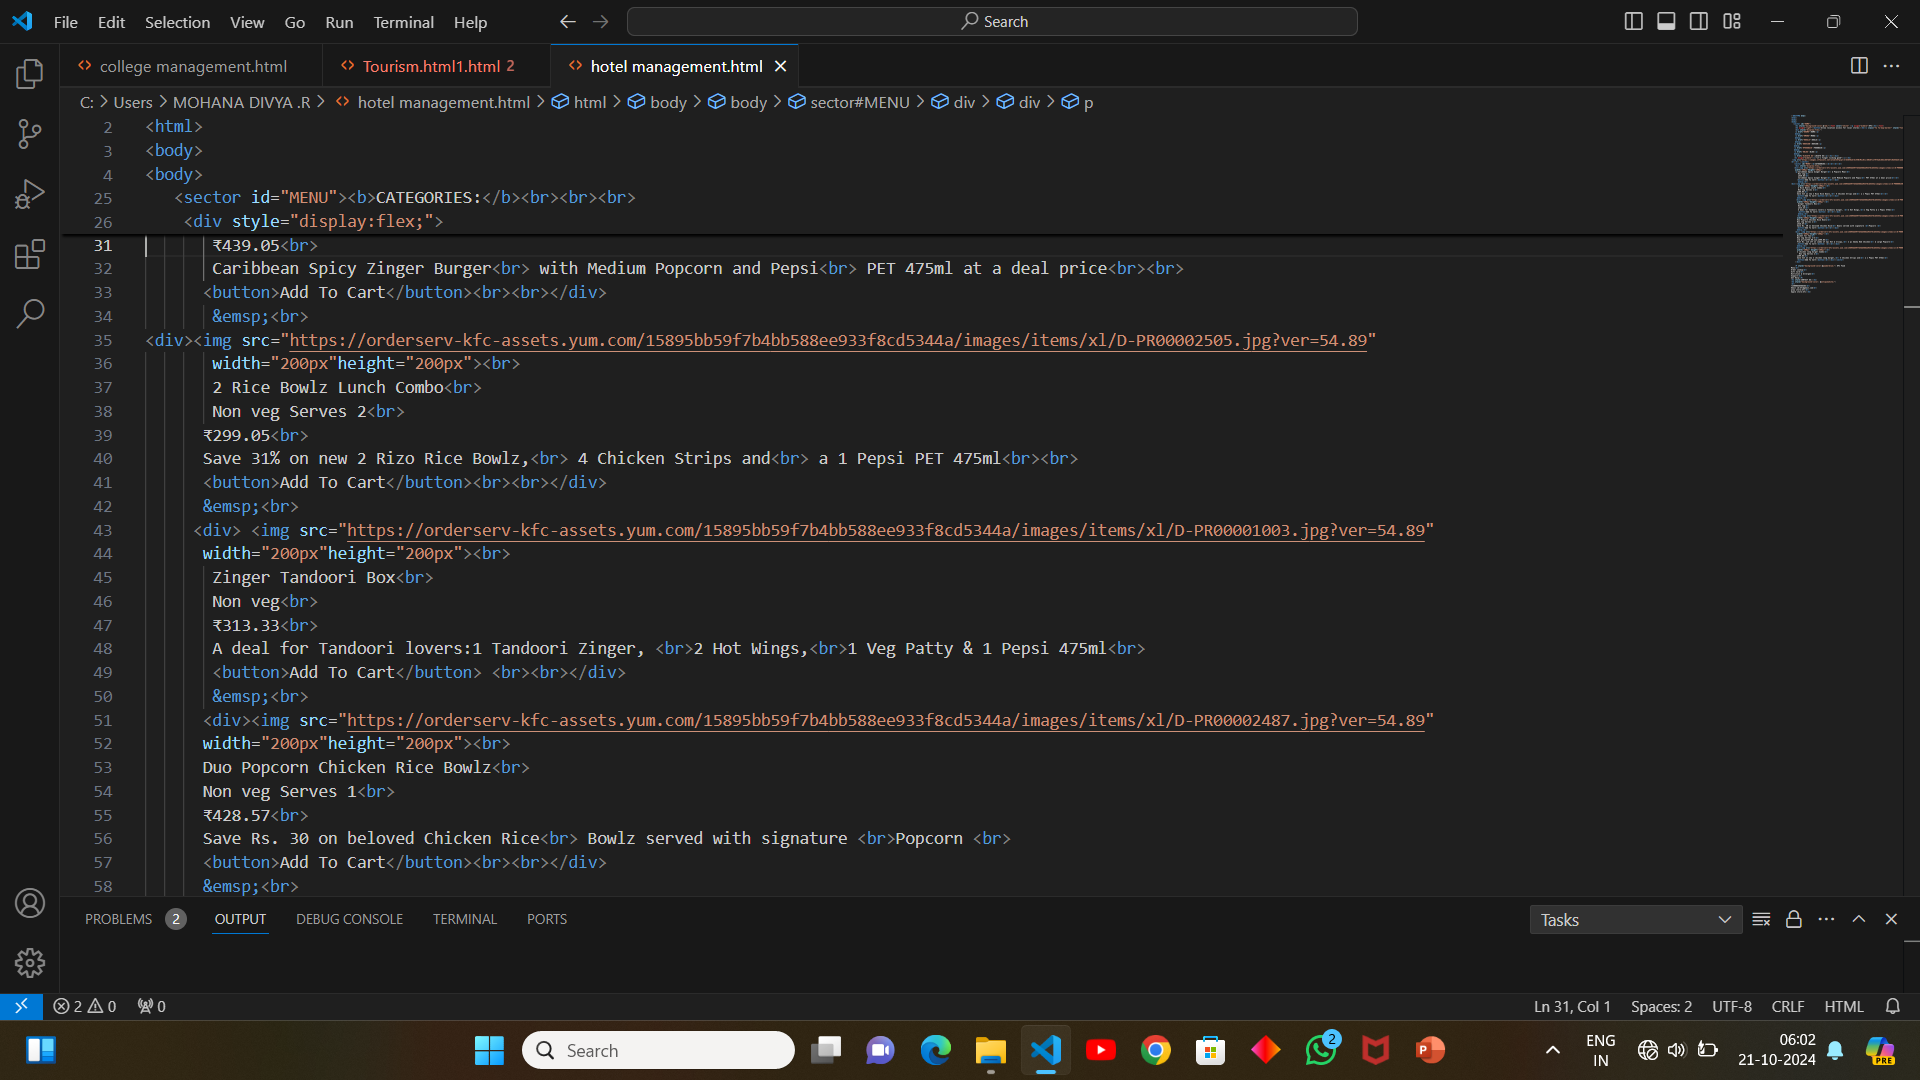 File Edit Selection View Go Run Terminal Help
Search
college management.html
Tourism.html1.html 2
hotel management.html
C: > Users > MOHANA DIVYA .R > hotel management.html > html > body > body > sector#MENU > div > div > p
2 <html>
3 <body>
4 <body>
25 <sector id="MENU"><b>CATEGORIES:</b><br><br><br>
26 <div style="display:flex;">
31 ₹439.05<br>
32 Caribbean Spicy Zinger Burger<br> with Medium Popcorn and Pepsi<br> PET 475ml at a deal price<br><br>
33 <button>Add To Cart</button><br><br></div>
34 &emsp;<br>
35 <div><img src="https://orderserv-kfc-assets.yum.com/15895bb59f7b4bb588ee933f8cd5344a/images/items/xl/D-PR00002505.jpg?ver=54.89"
36 width="200px"height="200px"><br>
37 2 Rice Bowlz Lunch Combo<br>
38 Non veg Serves 2<br>
39 ₹299.05<br>
40 Save 31% on new 2 Rizo Rice Bowlz,<br> 4 Chicken Strips and<br> a 1 Pepsi PET 475ml<br><br>
41 <button>Add To Cart</button><br><br></div>
42 &emsp;<br>
43 <div> <img src="https://orderserv-kfc-assets.yum.com/15895bb59f7b4bb588ee933f8cd5344a/images/items/xl/D-PR00001003.jpg?ver=54.89"
44 width="200px"height="200px"><br>
45 Zinger Tandoori Box<br>
46 Non veg<br>
47 ₹313.33<br>
48 A deal for Tandoori lovers:1 Tandoori Zinger, <br>2 Hot Wings,<br>1 Veg Patty & 1 Pepsi 475ml<br>
49 <button>Add To Cart</button> <br><br></div>
50 &emsp;<br>
51 <div><img src="https://orderserv-kfc-assets.yum.com/15895bb59f7b4bb588ee933f8cd5344a/images/items/xl/D-PR00002487.jpg?ver=54.89"
52 width="200px"height="200px"><br>
53 Duo Popcorn Chicken Rice Bowlz<br>
54 Non veg Serves 1<br>
55 ₹428.57<br>
56 Save Rs. 30 on beloved Chicken Rice<br> Bowlz served with signature <br>Popcorn <br>
57 <button>Add To Cart</button><br><br></div>
58 &emsp;<br>
PROBLEMS 2 OUTPUT DEBUG CONSOLE TERMINAL PORTS
Tasks
2 0 0
Ln 31, Col 1 Spaces: 2 UTF-8 CRLF HTML
Search
2
ENG
IN
06:02
21-10-2024
PRE